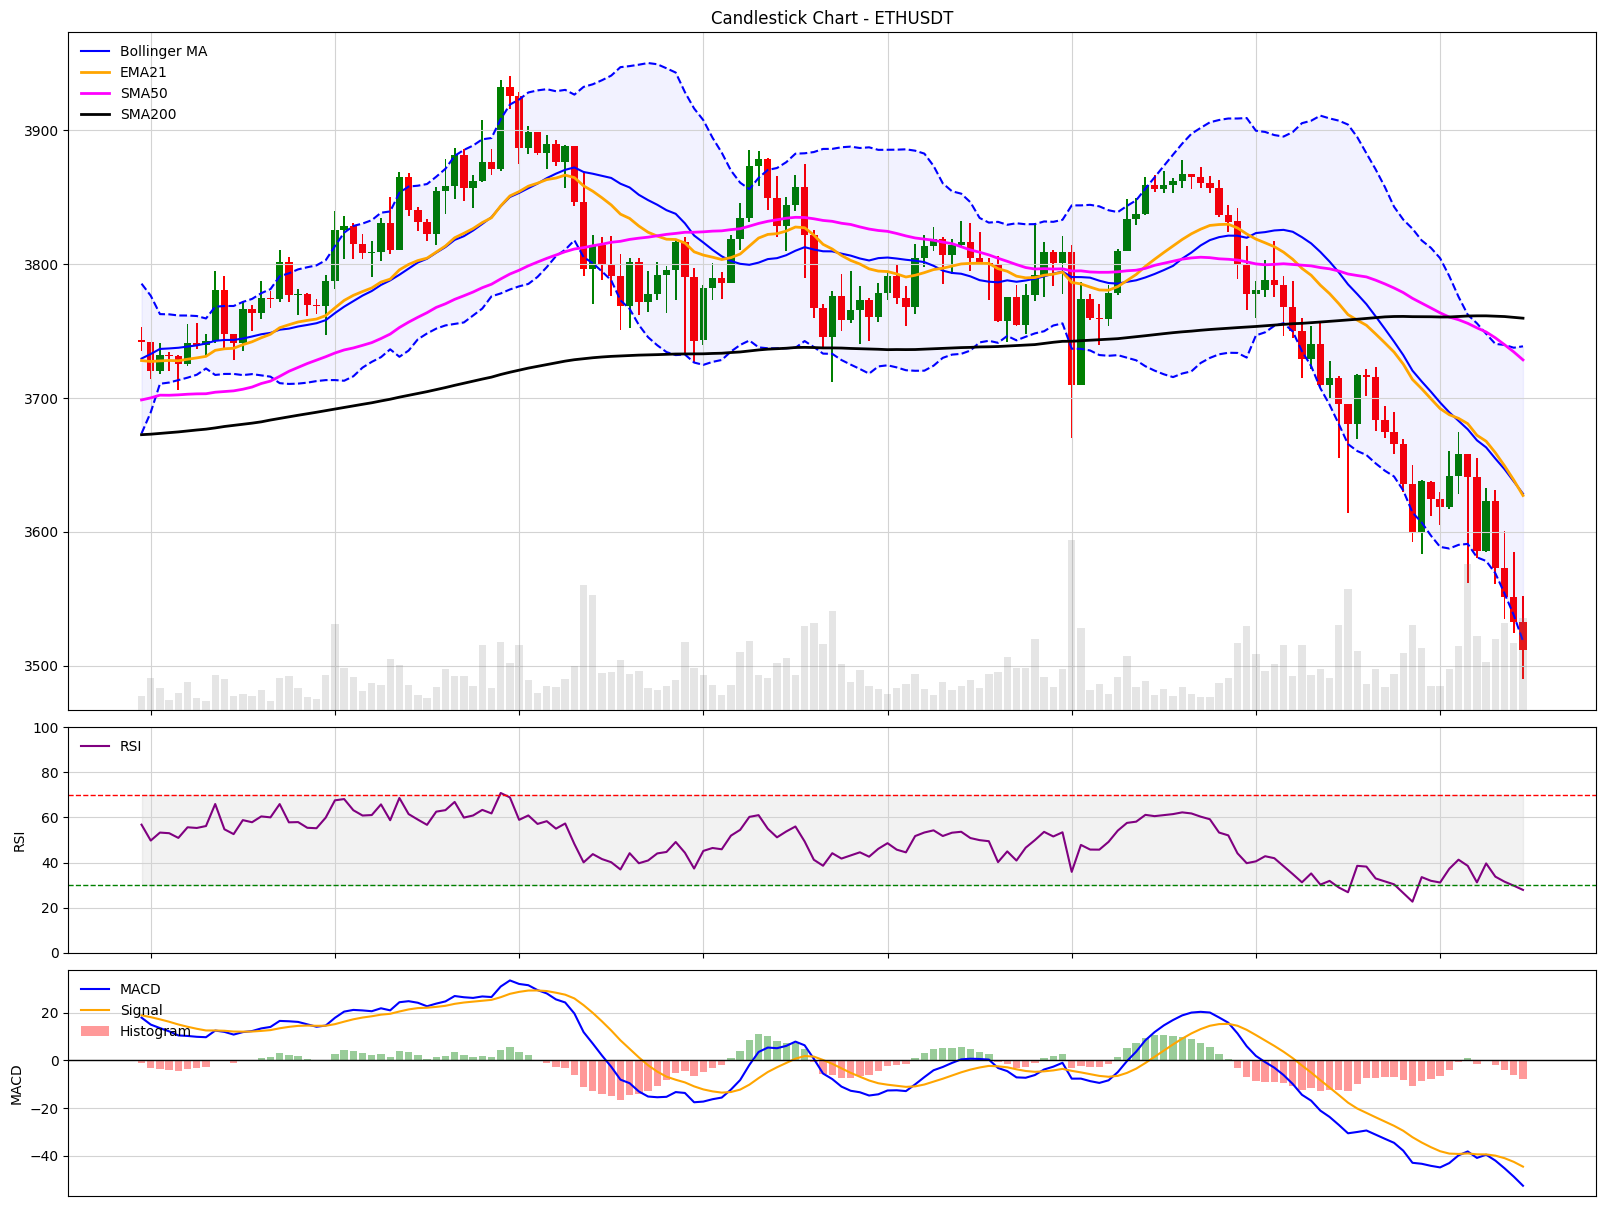 Candlestick Chart - ETHUSDT
Bollinger MA
EMA21
SMA50
SMA200
3900
3800
3700
3600
3500
RSI
100
80
60
40
20
0
RSI
MACD
Signal
Histogram
20
0
−20
−40
MACD